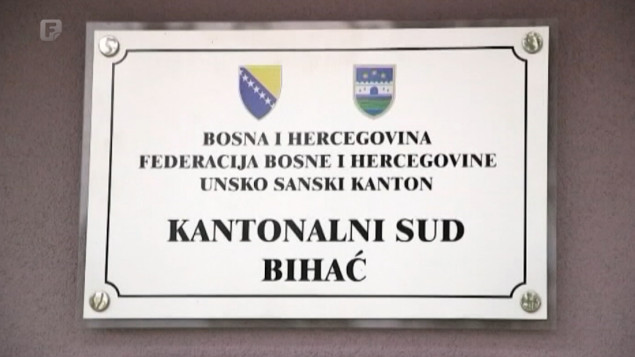 BOSNA I HERCEGOVINA
FEDERACIJA BOSNE I HERCEGOVINE
UNSKO SANSKI KANTON
KANTONALNI SUD
BIHAĆ